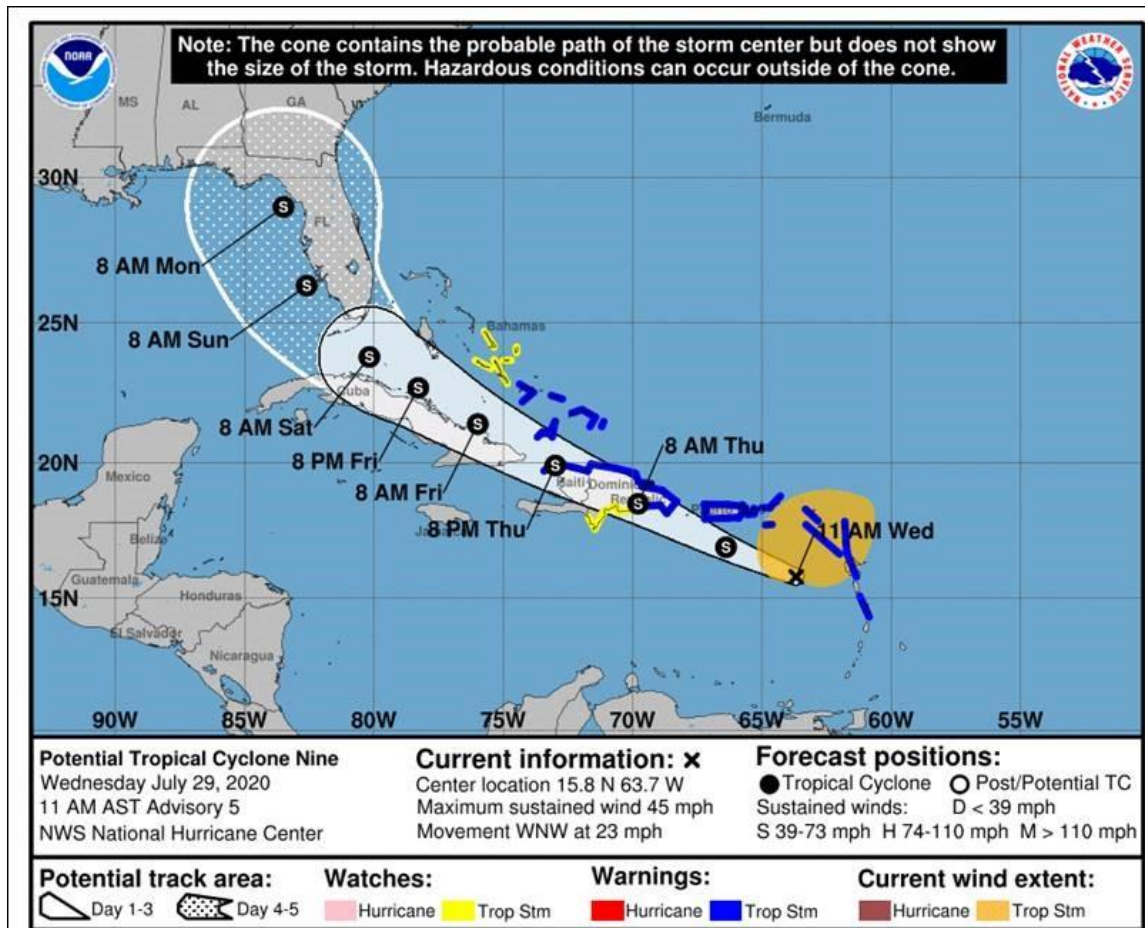 NOAA
Note: The cone contains the probable path of the storm center but does not show
the size of the storm. Hazardous conditions can occur outside of the cone.
NATIONAL WEATHER SERVICE
MS
AL
GA
Bermuda
30N
FL
8 AM Mon
8 AM Sun
25N
Bahamas
Cuba
8 AM Sat
8 PM Fri
8 AM Fri
8 PM Thu
8 AM Thu
11 AM Wed
20N
Mexico
Haiti
Dominican
Republic
Belize
Guatemala
Honduras
15N
El Salvador
Nicaragua
S
S
S
S
S
S
S
S
90W
85W
80W
75W
70W
65W
60W
55W
Potential Tropical Cyclone Nine
Wednesday July 29, 2020
11 AM AST Advisory 5
NWS National Hurricane Center
Current information: x
Center location 15.8 N 63.7 W
Maximum sustained wind 45 mph
Movement WNW at 23 mph
Forecast positions:
Tropical Cyclone Post/Potential TC
Sustained winds: D < 39 mph
S 39-73 mph H 74-110 mph M > 110 mph
Potential track area:
Day 1-3 Day 4-5
Watches:
Hurricane Trop Stm
Warnings:
Hurricane Trop Stm
Current wind extent:
Hurricane Trop Stm